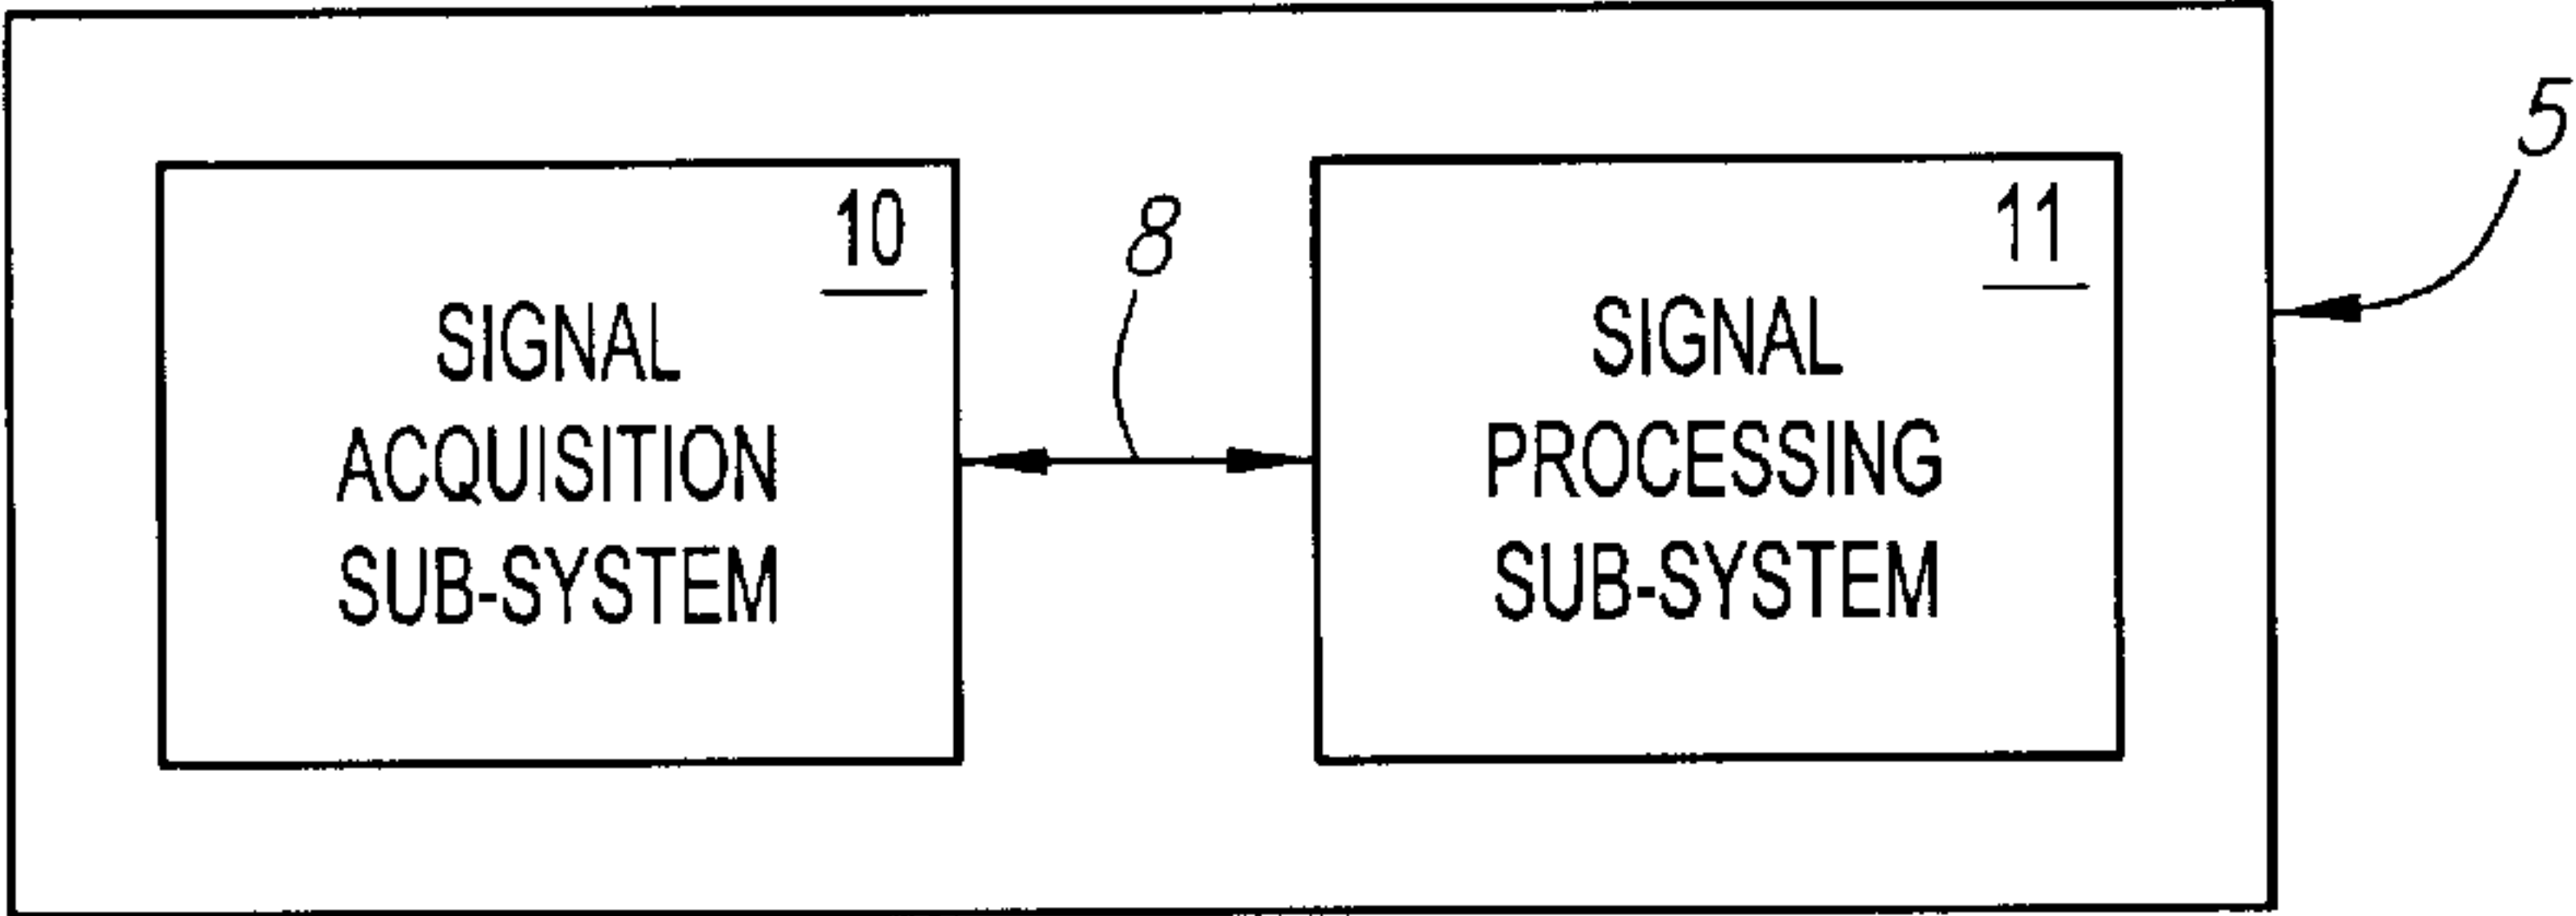 10
SIGNAL
ACQUISITION
SUB-SYSTEM
8
11
SIGNAL
PROCESSING
SUB-SYSTEM
5